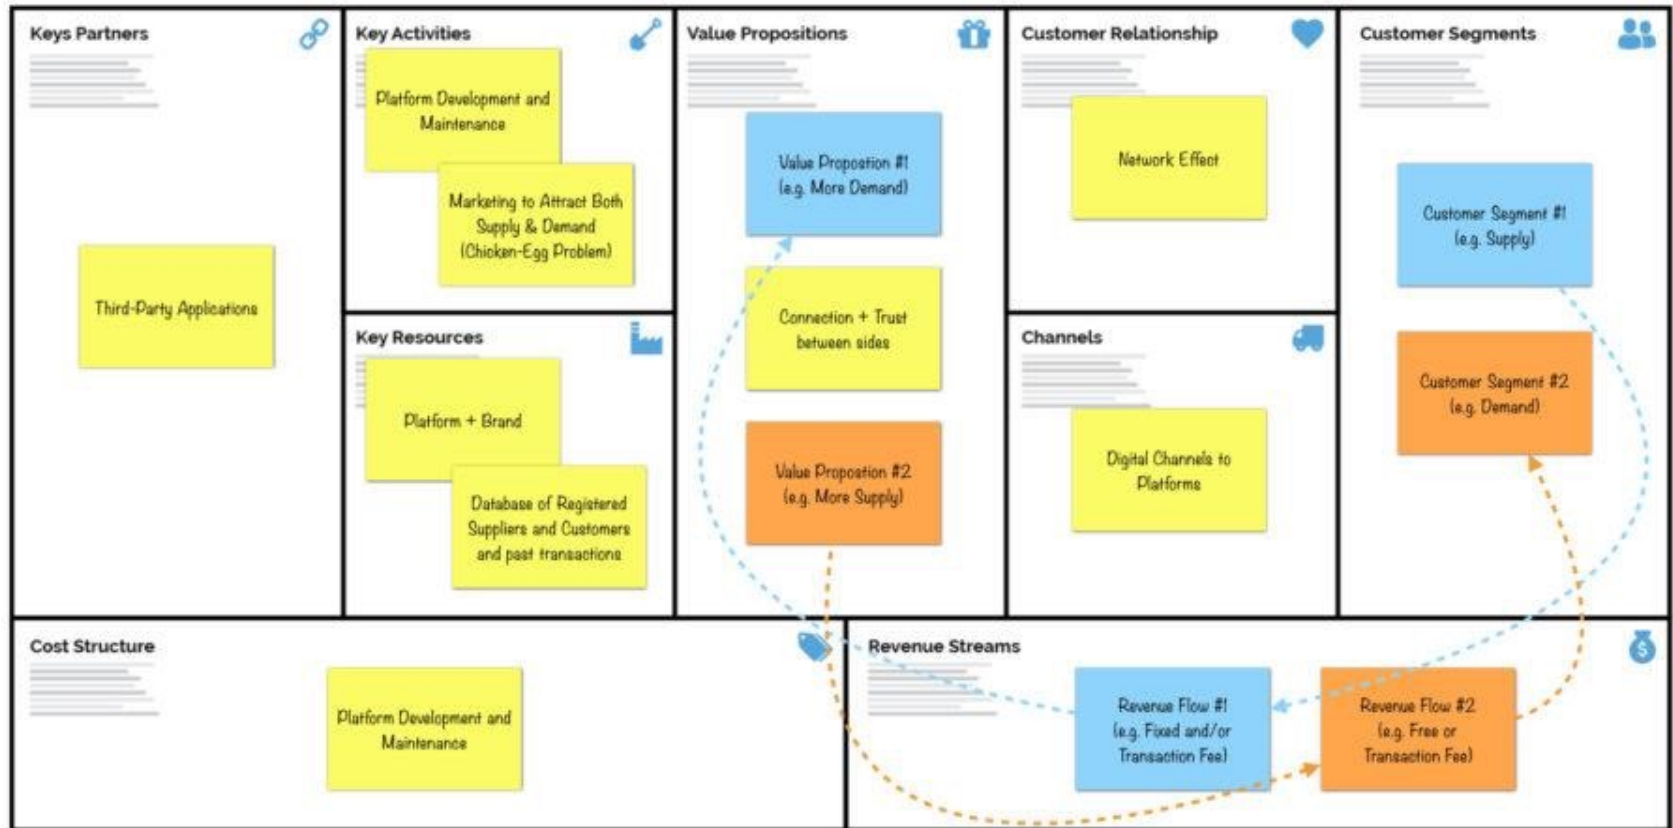 Keys Partners
Third-Party Applications
Key Activities
Platform Development and
Maintenance
Marketing to Attract Both
Supply & Demand
(Chicken-Egg Problem)
Key Resources
Platform + Brand
Database of Registered
Suppliers and Customers
and past transactions
Value Propositions
Value Propostion #1
(e.g. More Demand)
Connection + Trust
between sides
Value Propostion #2
(e.g. More Supply)
Customer Relationship
Network Effect
Channels
Digital Channels to
Platforms
Customer Segments
Customer Segment #1
(e.g. Supply)
Customer Segment #2
(e.g. Demand)
Cost Structure
Platform Development and
Maintenance
Revenue Streams
Revenue Flow #1
(e.g. Fixed and/or
Transaction Fee)
Revenue Flow #2
(e.g. Free or
Transaction Fee)
$